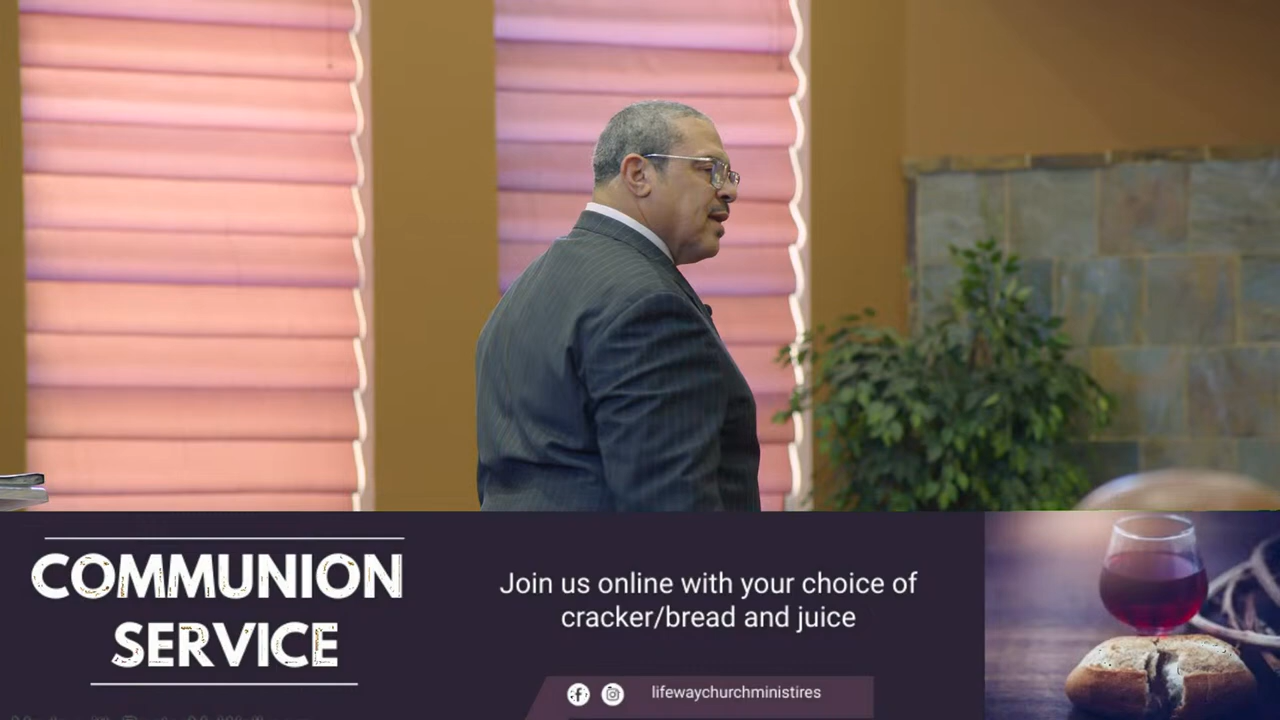 COMMUNION
SERVICE
Join us online with your choice of
cracker/bread and juice
lifewaychurchministires